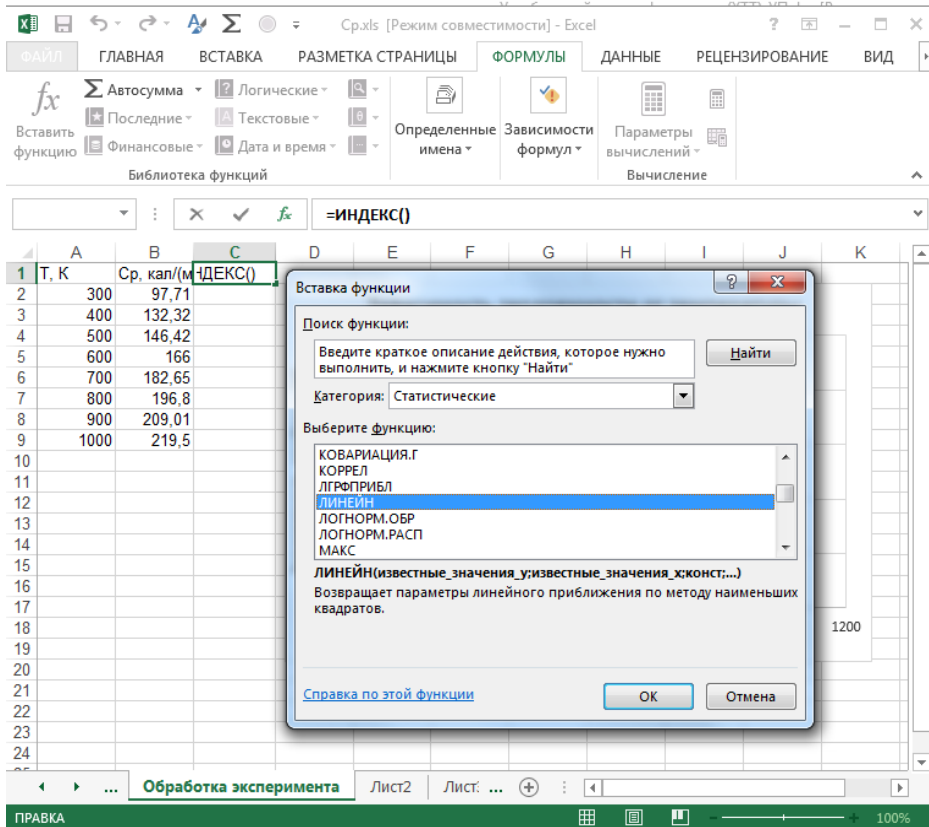 Cp.xls [Режим совместимости] - Excel
ФАЙЛ ГЛАВНАЯ ВСТАВКА РАЗМЕТКА СТРАНИЦЫ ФОРМУЛЫ ДАННЫЕ РЕЦЕНЗИРОВАНИЕ ВИД
Вставить функцию
Автосумма
Последние
Финансовые
Логические
Текстовые
Дата и время
Определенные имена
Зависимости формул
Параметры вычислений
Библиотека функций
Вычисление
=ИНДЕКС()
A B C D E F G H I J K
1 T, К Cp, кал/(м НДЕКС()
2 300 97,71
3 400 132,32
4 500 146,42
5 600 166
6 700 182,65
7 800 196,8
8 900 209,01
9 1000 219,5
10
11
12
13
14
15
16
17
18 1200
19
20
21
22
23
24
Вставка функции
Поиск функции:
Введите краткое описание действия, которое нужно
выполнить, и нажмите кнопку "Найти"
Найти
Категория: Статистические
Выберите функцию:
КОВАРИАЦИЯ.Г
КОРРЕЛ
ЛГРФПРИБЛ
ЛИНЕЙН
ЛОГНОРМ.ОБР
ЛОГНОРМ.РАСП
МАКС
ЛИНЕЙН(известные_значения_y;известные_значения_x;конст;...)
Возвращает параметры линейного приближения по методу наименьших
квадратов.
Справка по этой функции
ОК Отмена
... Обработка эксперимента Лист2 Лист: ...
ПРАВКА 100%